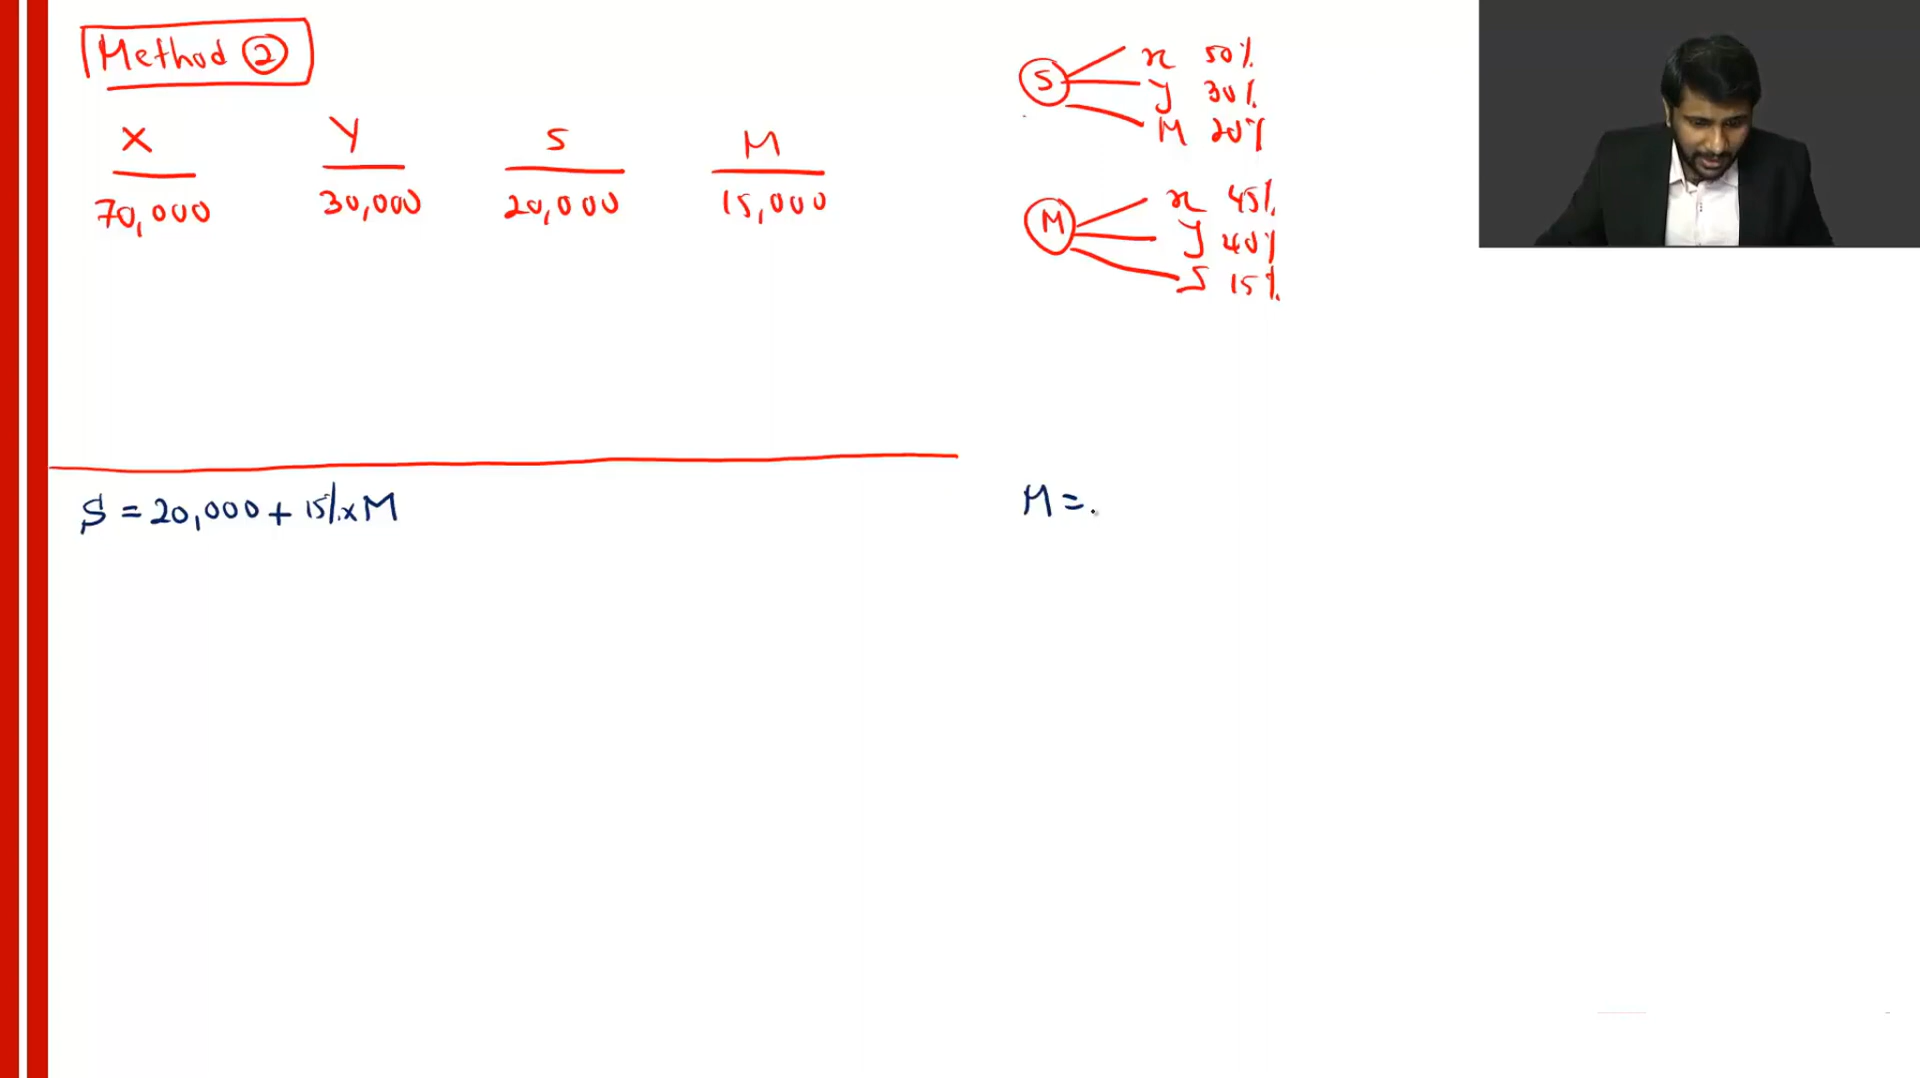 Method ②
X Y S M
70,000 30,000 20,000 15,000
S x 50%
y 30%
M 20%
M x 45%
y 40%
S 15%
S = 20,000 + 15% x M
M =